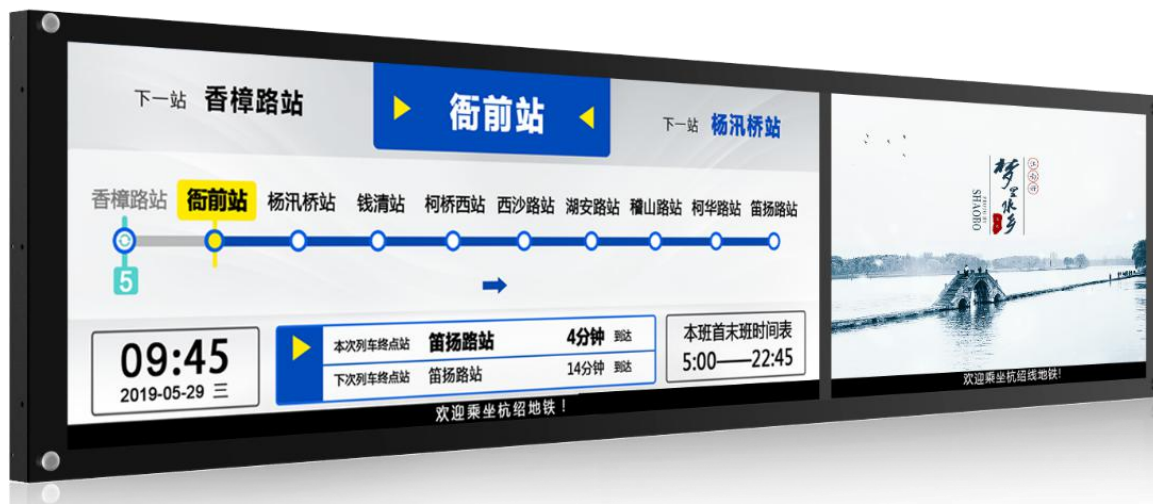 下一站 香樟路站
衙前站
下一站 杨汛桥站
香樟路站 衙前站 杨汛桥站 钱清站 柯桥西站 西沙路站 湖安路站 稽山路站 柯华路站 笛扬路站
5
09:45
2019-05-29 三
本次列车终点站 笛扬路站 4分钟 到达
下次列车终点站 笛扬路站 14分钟 到达
本班首末班时间表
5:00——22:45
欢迎乘坐杭绍地铁！
梦里水乡
SHAOBO
欢迎乘坐杭绍线地铁!